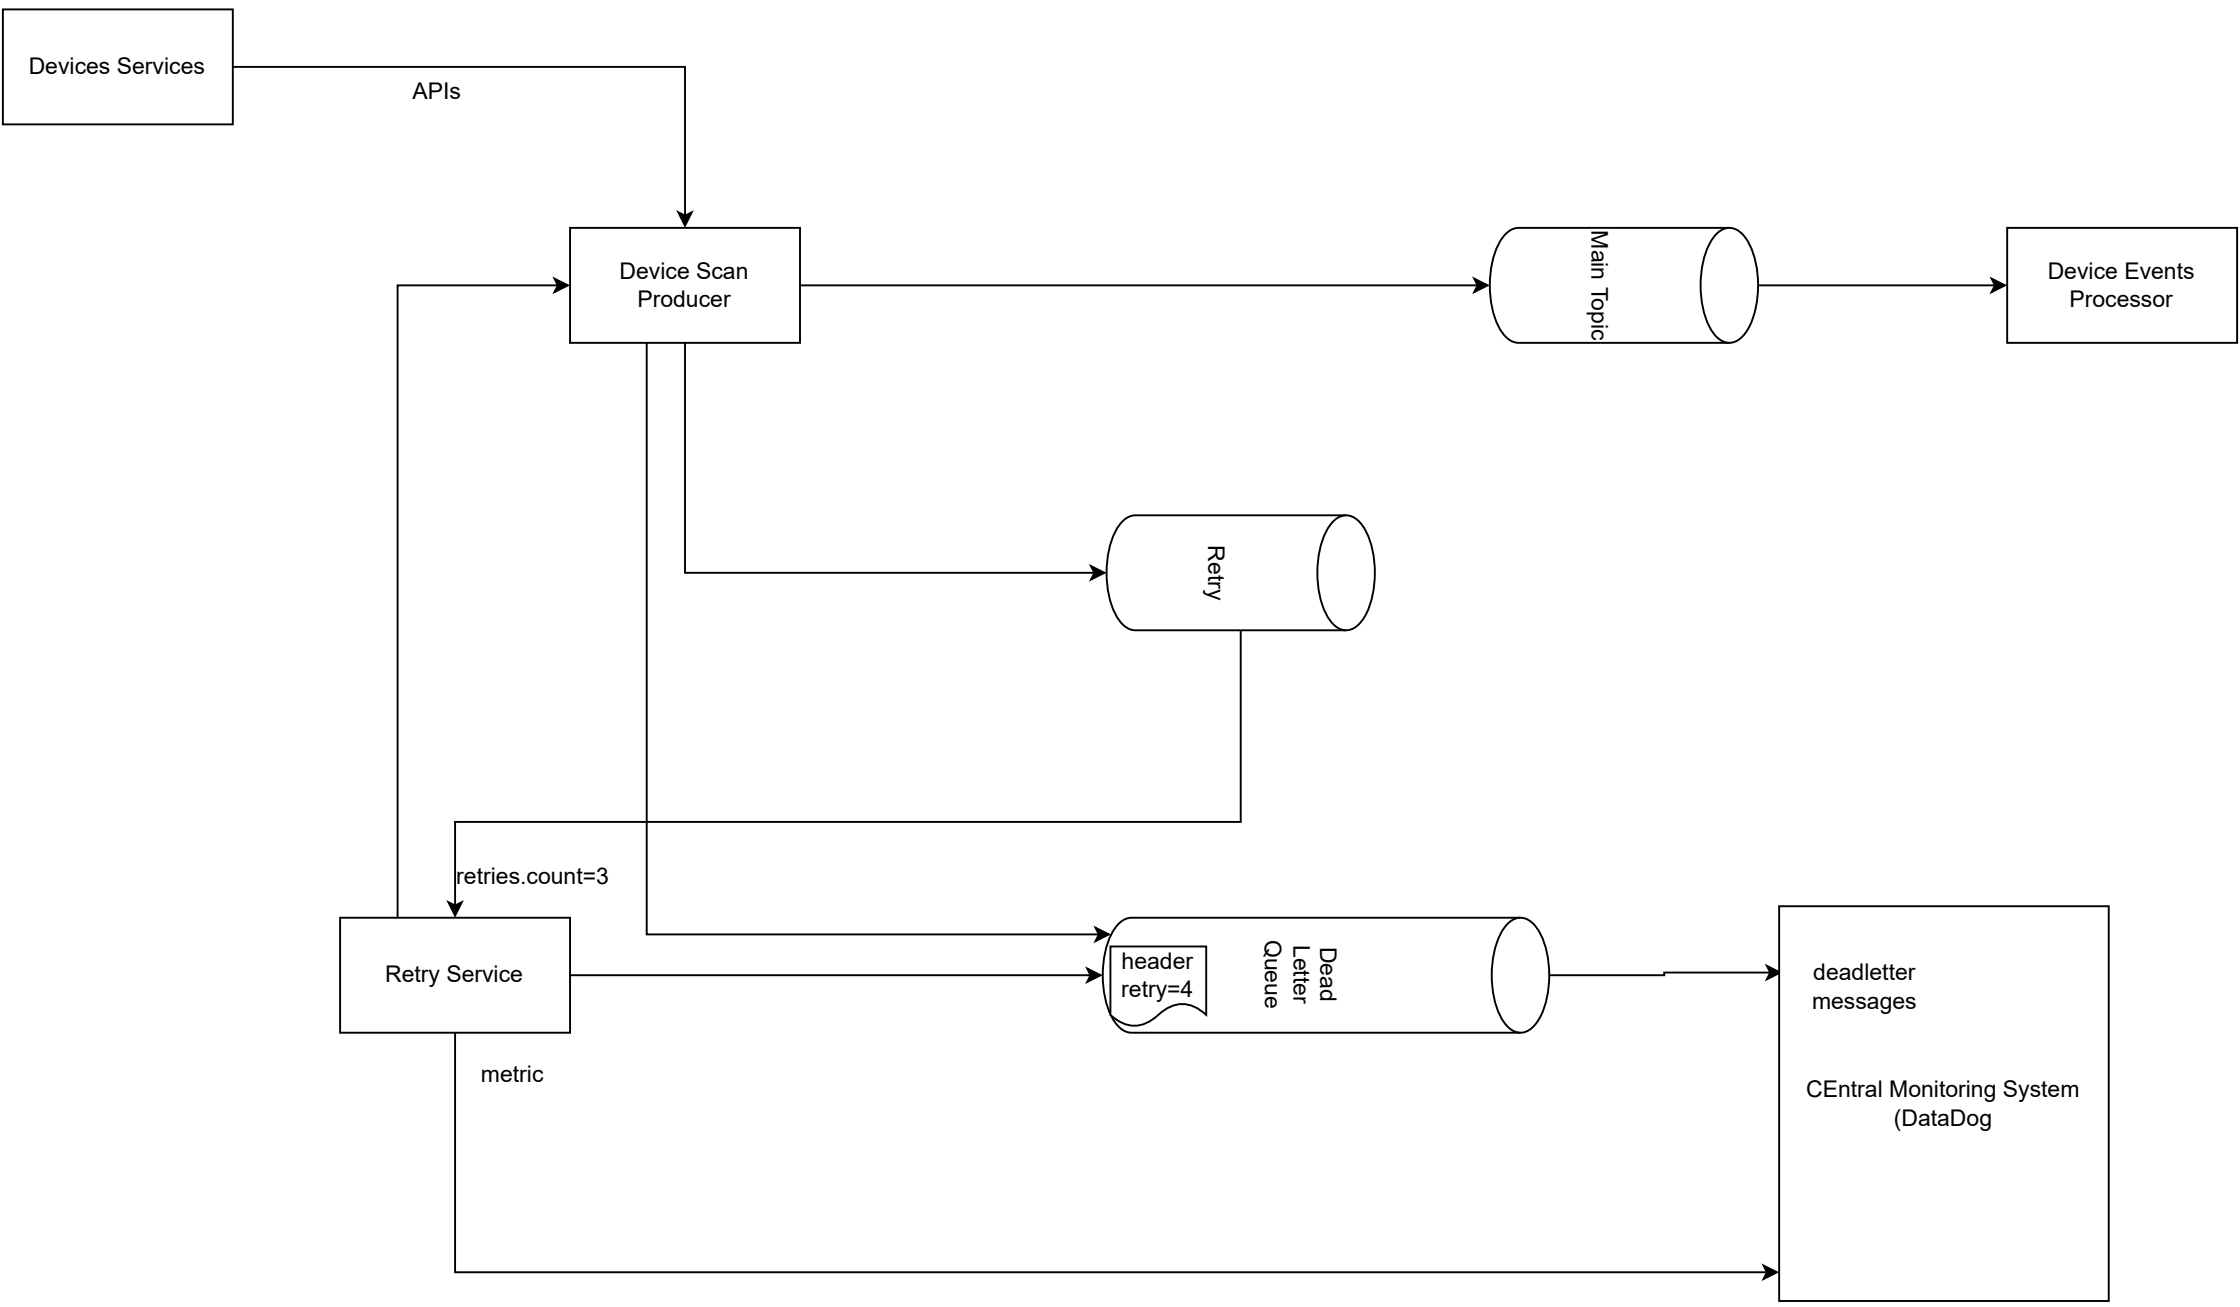 Devices Services
APIs
Device Scan
Producer
Main Topic
Device Events
Processor
Retry
retries.count=3
Retry Service
header
retry=4
Dead
Letter
Queue
deadletter
messages
metric
CEntral Monitoring System
(DataDog